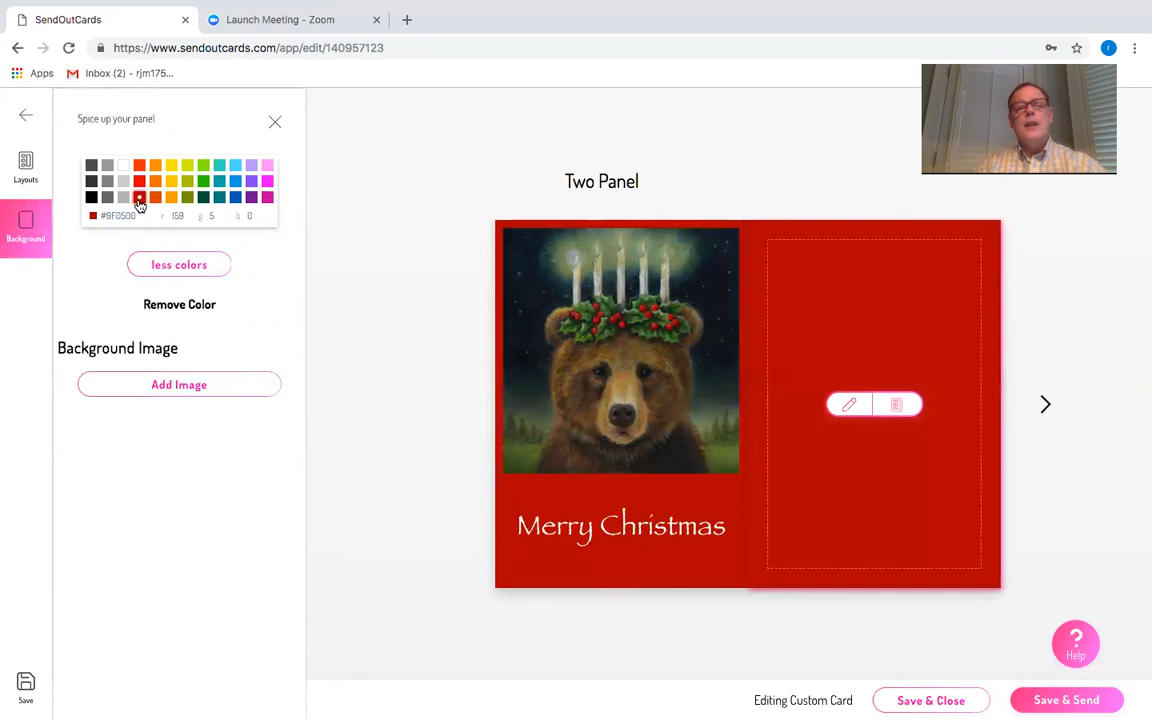 SendOutCards
Launch Meeting - Zoom
https://www.sendoutcards.com/app/edit/140957123
r
Apps
Inbox (2) - rjm175...
Spice up your panel
Layouts
Background
#9F0500
r 159 g 5 b 0
less colors
Remove Color
Background Image
Add Image
Two Panel
Merry Christmas
? Help
Save
Editing Custom Card
Save & Close
Save & Send